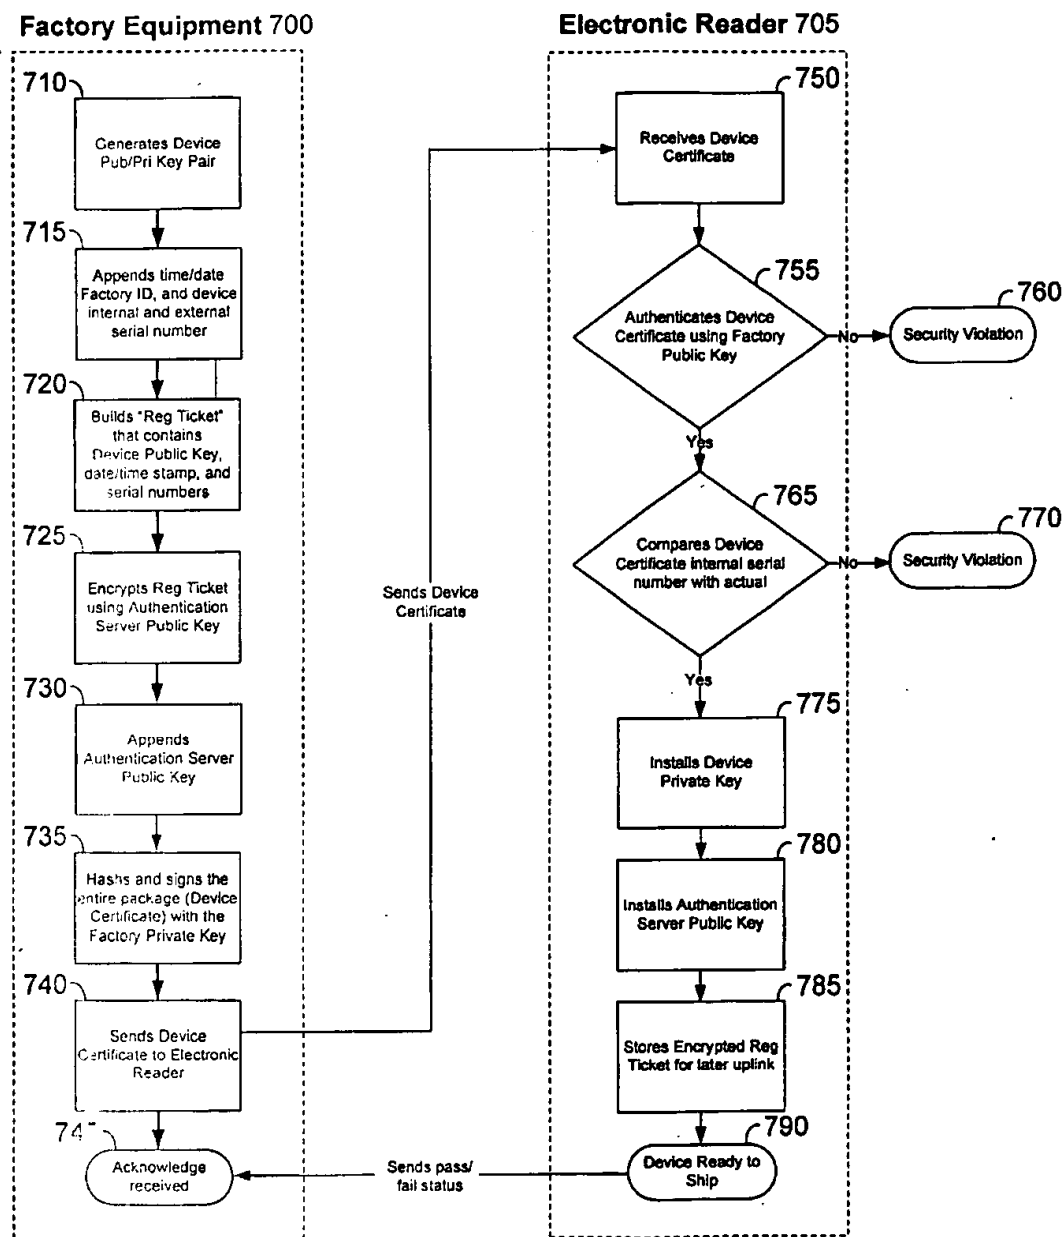 Factory Equipment 700
710
Generates Device
Pub/Pri Key Pair
715
Appends time/date
Factory ID, and device
internal and external
serial number
720
Builds "Reg Ticket"
that contains
Device Public Key,
date/time stamp, and
serial numbers
725
Encrypts Reg Ticket
using Authentication
Server Public Key
730
Appends
Authentication Server
Public Key
735
Hashs and signs the
entire package (Device
Certificate) with the
Factory Private Key
740
Sends Device
Certificate to Electronic
Reader
Acknowledge
received
Sends Device
Certificate
Sends pass/
fail status
Electronic Reader 705
750
Receives Device
Certificate
755
Authenticates Device
Certificate using Factory
Public Key
No
760
Security Violation
Yes
765
Compares Device
Certificate internal serial
number with actual
No
770
Security Violation
Yes
775
Installs Device
Private Key
780
Installs Authentication
Server Public Key
785
Stores Encrypted Reg
Ticket for later uplink
790
Device Ready to
Ship